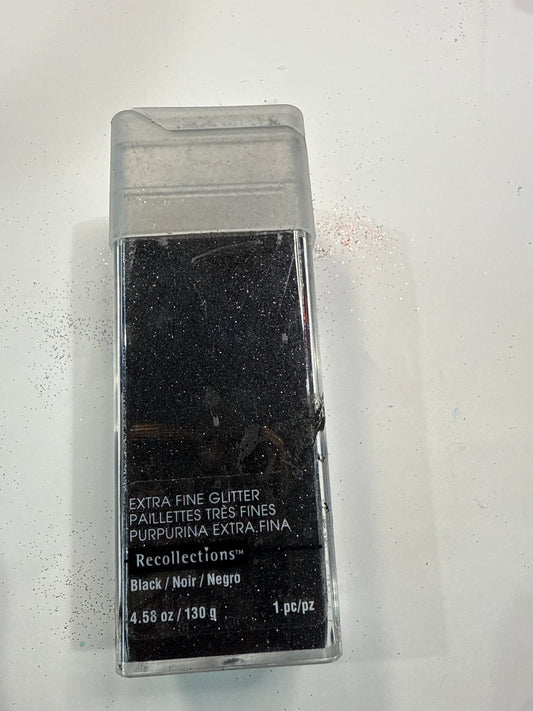 EXTRA FINE GLITTER
PAILLETTES TRÈS FINES
PURPURINA EXTRA FINA
Recollections™
Black / Noir / Negro
4.58 oz / 130 g 1 pc/pz